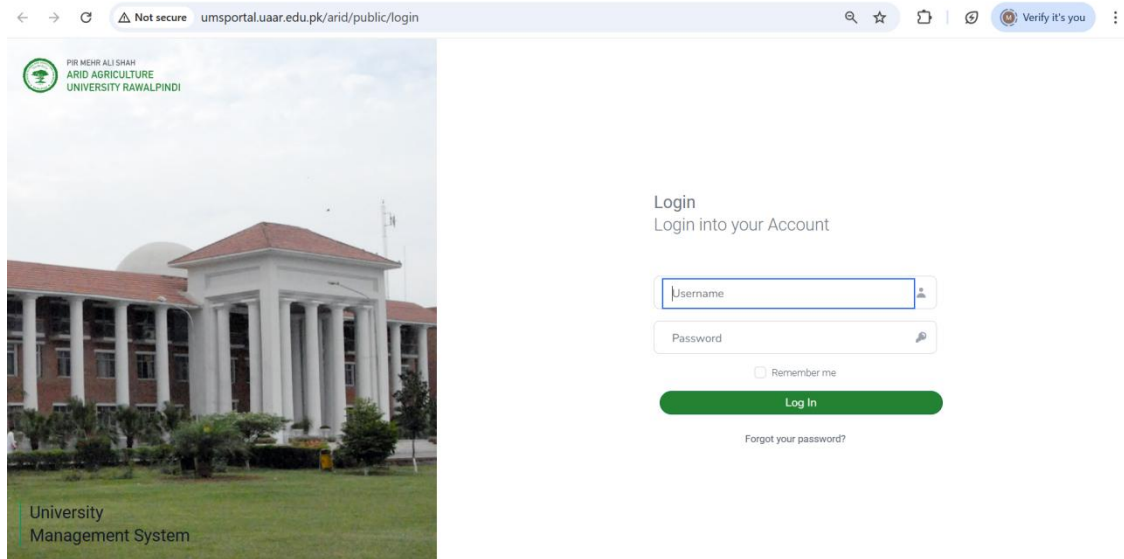 Not secure
umsportal.uaar.edu.pk/arid/public/login
Verify it's you
PIR MEHR ALI SHAH
ARID AGRICULTURE
UNIVERSITY RAWALPINDI
University
Management System
Login
Login into your Account
Username
Password
Remember me
Log In
Forgot your password?